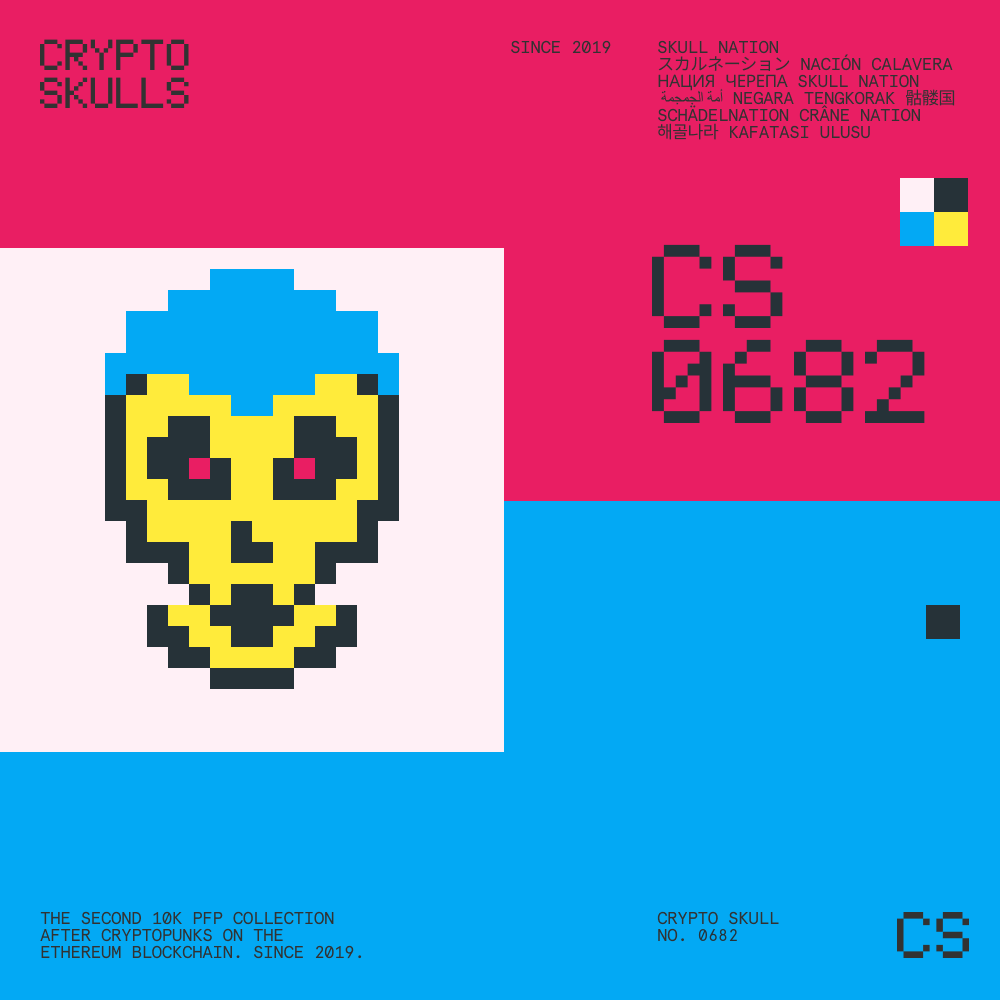 CRYPTO
SKULLS
SINCE 2019
SKULL NATION
スカルネーション NACIÓN CALAVERA
НАЦИЯ ЧЕРЕПА SKULL NATION
أمة الجمجمة NEGARA TENGKORAK 骷髅国
SCHÄDELNATION CRÂNE NATION
해골나라 KAFATASI ULUSU
CS
0682
THE SECOND 10K PFP COLLECTION
AFTER CRYPTOPUNKS ON THE
ETHEREUM BLOCKCHAIN. SINCE 2019.
CRYPTO SKULL
NO. 0682
CS